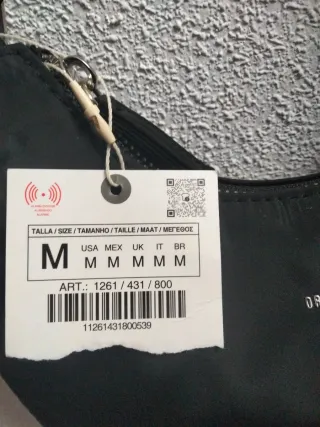 TALLA / SIZE / TAMANHO / TAILLE / MAAT / ΜΕΓΕΘΟΣ
M
USA MEX UK IT BR
M M M M M
ART.: 1261 / 431 / 800
11261431800539